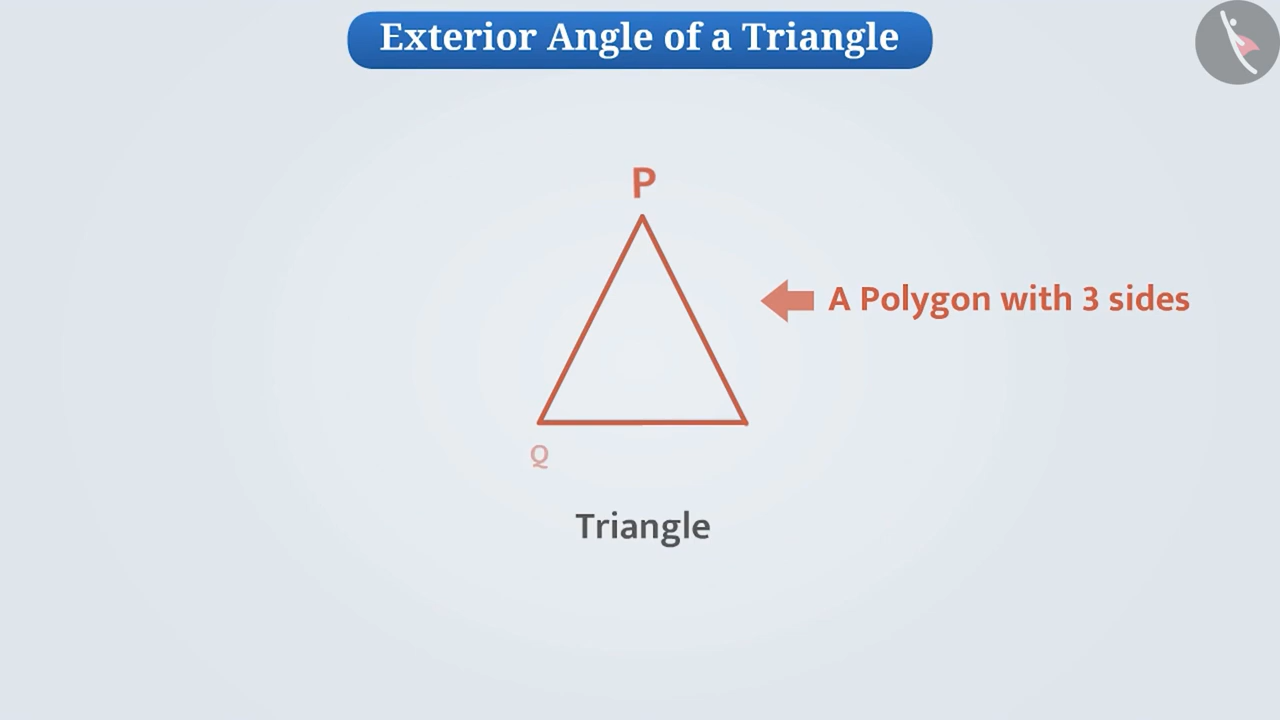 Exterior Angle of a Triangle
P
A Polygon with 3 sides
Q
Triangle